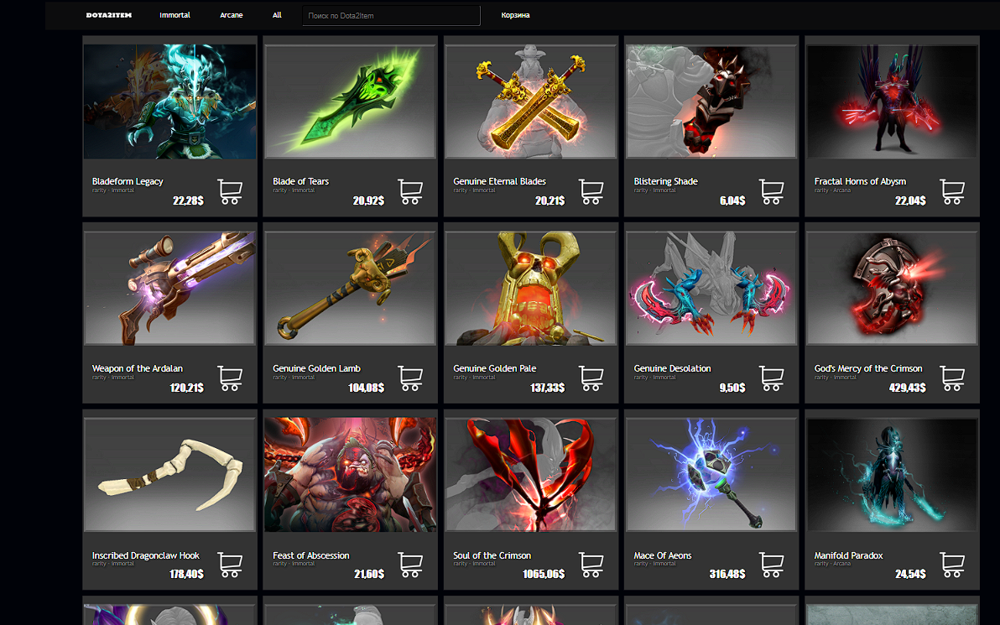 DOTA2ITEM Immortal Arcane All Поиск по Dota2Item Корзина
Bladeform Legacy
rarity - Immortal
22,28$
Blade of Tears
rarity - Immortal
20,92$
Genuine Eternal Blades
rarity - Immortal
20,21$
Blistering Shade
rarity - Immortal
6,04$
Fractal Horns of Abysm
rarity - Arcana
22,04$
Weapon of the Ardalan
rarity - Immortal
120,21$
Genuine Golden Lamb
rarity - Immortal
104,08$
Genuine Golden Pale
rarity - Immortal
137,33$
Genuine Desolation
rarity - Immortal
9,50$
God's Mercy of the Crimson
rarity - Immortal
429,43$
Inscribed Dragonclaw Hook
rarity - Immortal
178,40$
Feast of Abscession
rarity - Immortal
21,60$
Soul of the Crimson
rarity - Immortal
1065,06$
Mace Of Aeons
rarity - Immortal
316,48$
Manifold Paradox
rarity - Arcana
24,54$